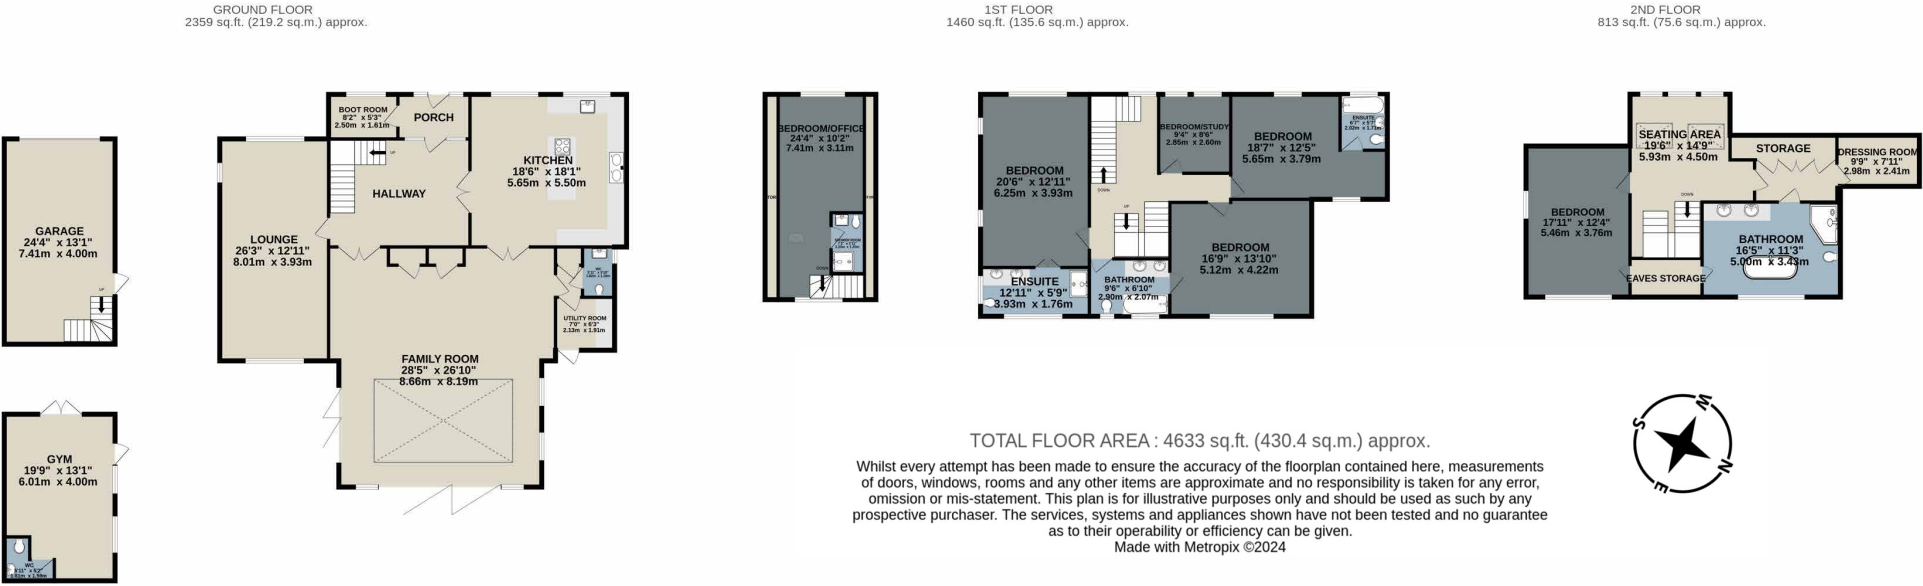 GROUND FLOOR
2359 sq.ft. (219.2 sq.m.) approx.
1ST FLOOR
1460 sq.ft. (135.6 sq.m.) approx.
2ND FLOOR
813 sq.ft. (75.6 sq.m.) approx.
GARAGE
24'4" x 13'1"
7.41m x 4.00m
UP
GYM
19'9" x 13'1"
6.01m x 4.00m
WC
BOOT ROOM
8'2" x 5'3"
2.50m x 1.61m
PORCH
UP
KITCHEN
18'6" x 18'1"
5.65m x 5.50m
HALLWAY
LOUNGE
26'3" x 12'11"
8.01m x 3.93m
WC
UTILITY ROOM
7'0" x 6'3"
2.13m x 1.91m
FAMILY ROOM
28'5" x 26'10"
8.66m x 8.19m
BEDROOM/OFFICE
24'4" x 10'2"
7.41m x 3.11m
DOWN
BEDROOM
20'6" x 12'11"
6.25m x 3.93m
DOWN
UP
BEDROOM/STUDY
9'4" x 8'6"
2.85m x 2.60m
BEDROOM
18'7" x 12'5"
5.65m x 3.79m
ENSUITE
BEDROOM
16'9" x 13'10"
5.12m x 4.22m
ENSUITE
12'11" x 5'9"
3.93m x 1.76m
BATHROOM
9'6" x 6'10"
2.90m x 2.07m
SEATING AREA
19'6" x 14'9"
5.93m x 4.50m
STORAGE
DRESSING ROOM
9'9" x 7'11"
2.98m x 2.41m
DOWN
BEDROOM
17'11" x 12'4"
5.46m x 3.76m
BATHROOM
16'5" x 11'3"
5.00m x 3.43m
EAVES STORAGE
TOTAL FLOOR AREA : 4633 sq.ft. (430.4 sq.m.) approx.
Whilst every attempt has been made to ensure the accuracy of the floorplan contained here, measurements
of doors, windows, rooms and any other items are approximate and no responsibility is taken for any error,
omission or mis-statement. This plan is for illustrative purposes only and should be used as such by any
prospective purchaser. The services, systems and appliances shown have not been tested and no guarantee
as to their operability or efficiency can be given.
Made with Metropix ©2024
W
S
N
E